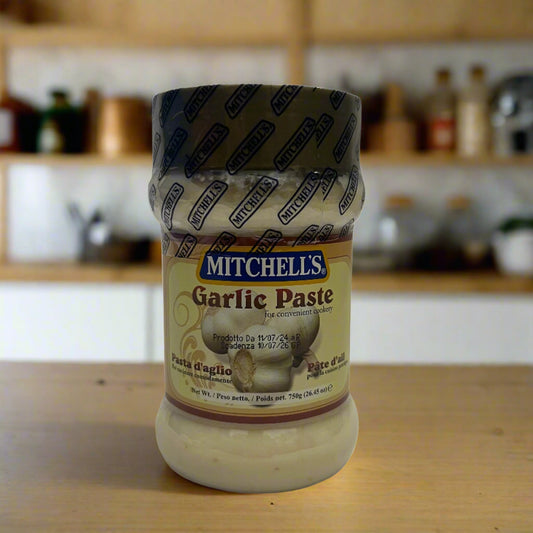 MITCHELL'S
MITCHELL'S
Garlic Paste
for convenient cookery
Prodotto Da 11/07/24
Scadenza 10/07/26
Pasta d'aglio
Pâte d'ail
Net Wt. / Peso netto, / Poids net. 750g (26.45 oz) e